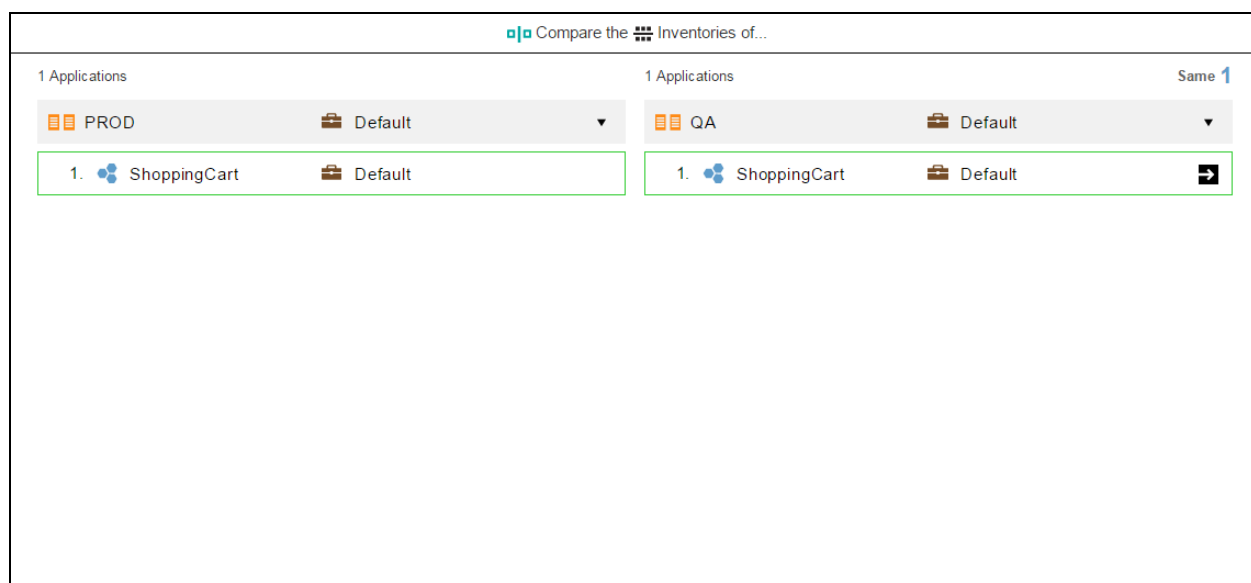 Compare the Inventories of...
1 Applications
1 Applications Same 1
PROD Default
QA Default
1. ShoppingCart Default
1. ShoppingCart Default